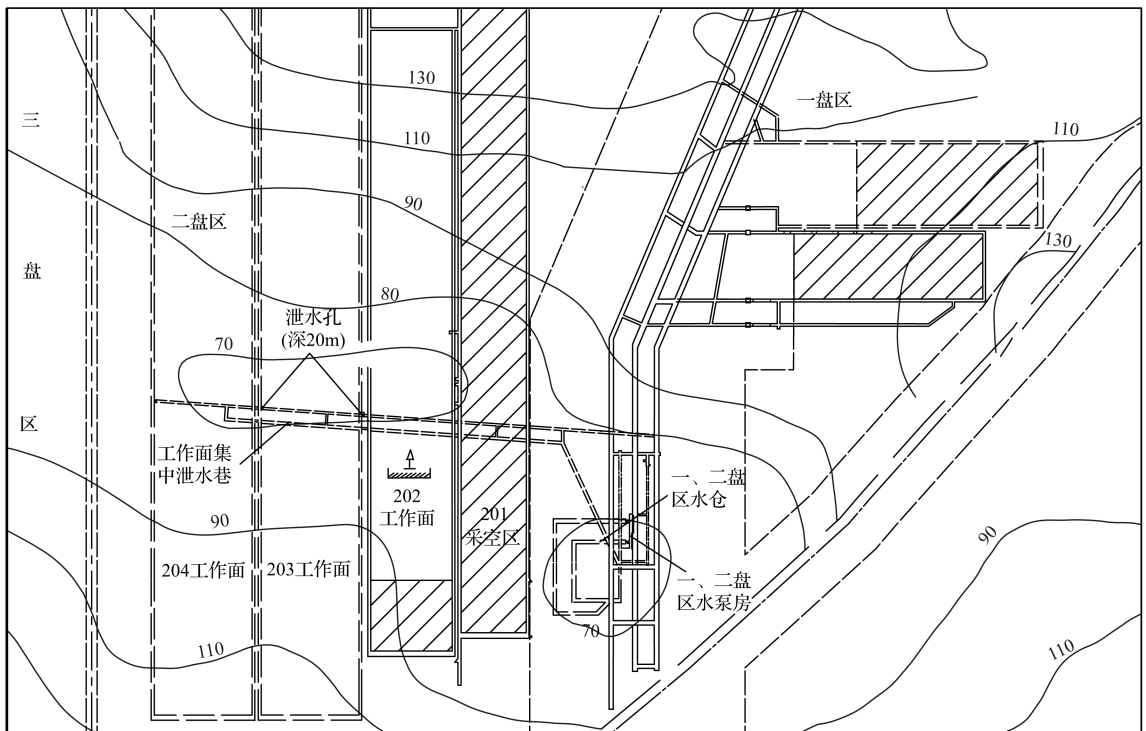 130
一盘区
三
110
110
90
二盘区
130
盘
80
泄水孔
(深20m)
70
区
工作面集
中泄水巷
一、二盘
区水仓
202
工作面
201
采空区
90
90
204工作面
203工作面
一、二盘
区水泵房
70
110
110